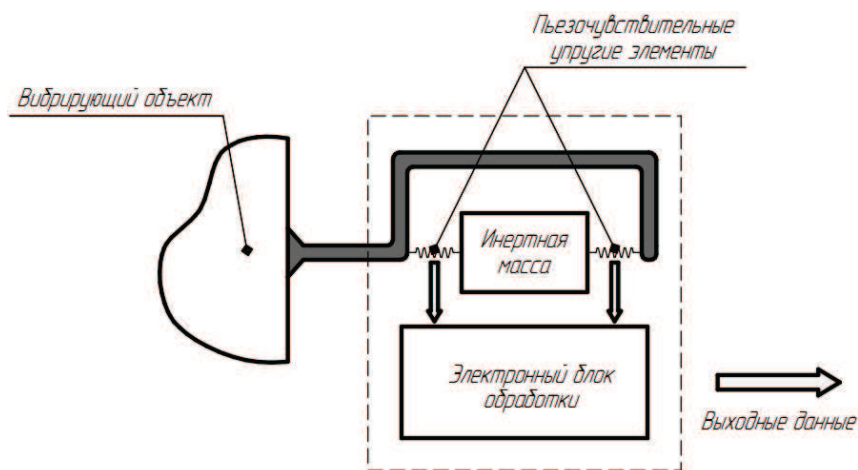 Пьезочувствительные
упругие элементы
Вибрирующий объект
Инертная
масса
Электронный блок
обработки
Выходные данные